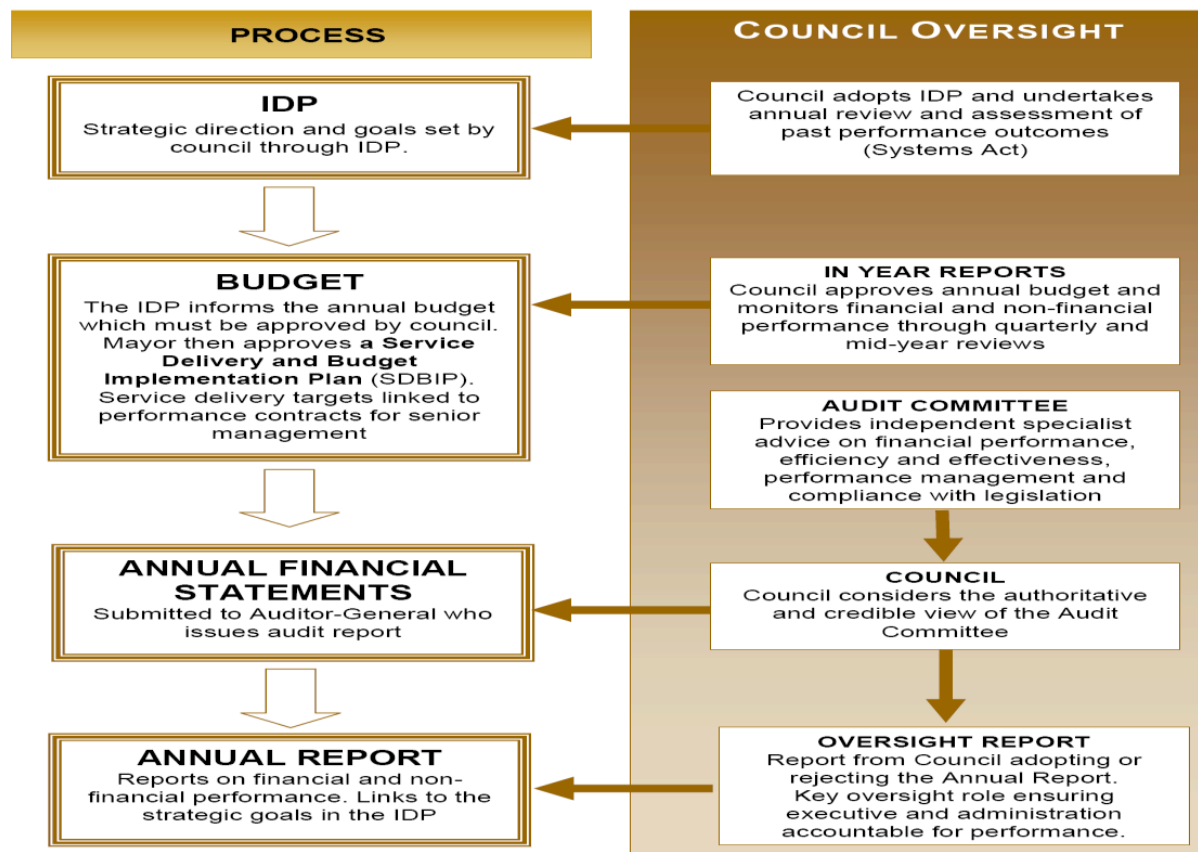 PROCESS
IDP
Strategic direction and goals set by
council through IDP.
BUDGET
The IDP informs the annual budget
which must be approved by council.
Mayor then approves a Service
Delivery and Budget
Implementation Plan (SDBIP).
Service delivery targets linked to
performance contracts for senior
management
ANNUAL FINANCIAL
STATEMENTS
Submitted to Auditor-General who
issues audit report
ANNUAL REPORT
Reports on financial and non-
financial performance. Links to the
strategic goals in the IDP
COUNCIL OVERSIGHT
Council adopts IDP and undertakes
annual review and assessment of
past performance outcomes
(Systems Act)
IN YEAR REPORTS
Council approves annual budget and
monitors financial and non-financial
performance through quarterly and
mid-year reviews
AUDIT COMMITTEE
Provides independent specialist
advice on financial performance,
efficiency and effectiveness,
performance management and
compliance with legislation
COUNCIL
Council considers the authoritative
and credible view of the Audit
Committee
OVERSIGHT REPORT
Report from Council adopting or
rejecting the Annual Report.
Key oversight role ensuring
executive and administration
accountable for performance.